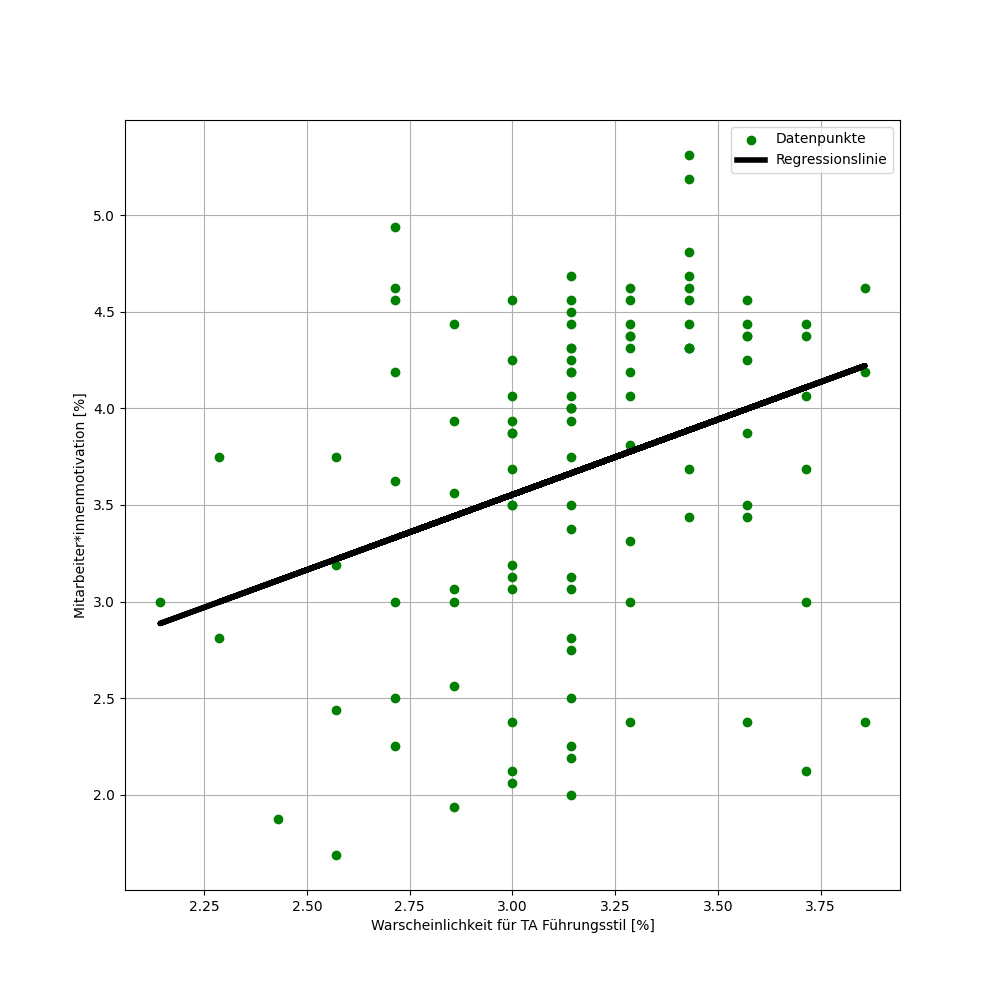 Datenpunkte
Regressionslinie
5.0
4.5
4.0
3.5
3.0
2.5
2.0
Mitarbeiter*innenmotivation [%]
2.25 2.50 2.75 3.00 3.25 3.50 3.75
Warscheinlichkeit für TA Führungsstil [%]